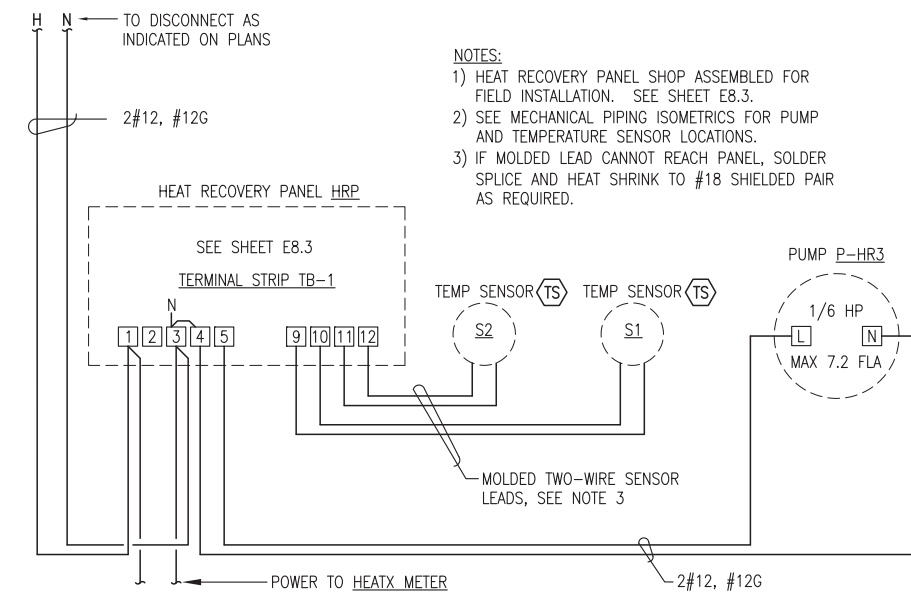 H N
TO DISCONNECT AS
INDICATED ON PLANS
2#12, #12G
NOTES:
1) HEAT RECOVERY PANEL SHOP ASSEMBLED FOR
FIELD INSTALLATION. SEE SHEET E8.3.
2) SEE MECHANICAL PIPING ISOMETRICS FOR PUMP
AND TEMPERATURE SENSOR LOCATIONS.
3) IF MOLDED LEAD CANNOT REACH PANEL, SOLDER
SPLICE AND HEAT SHRINK TO #18 SHIELDED PAIR
AS REQUIRED.
HEAT RECOVERY PANEL HRP
SEE SHEET E8.3
TERMINAL STRIP TB-1
N
1 2 3 4 5 9 10 11 12
TEMP SENSOR TS
S2
TEMP SENSOR TS
S1
PUMP P-HR3
1/6 HP
L N
MAX 7.2 FLA
MOLDED TWO-WIRE SENSOR
LEADS, SEE NOTE 3
POWER TO HEATX METER
2#12, #12G